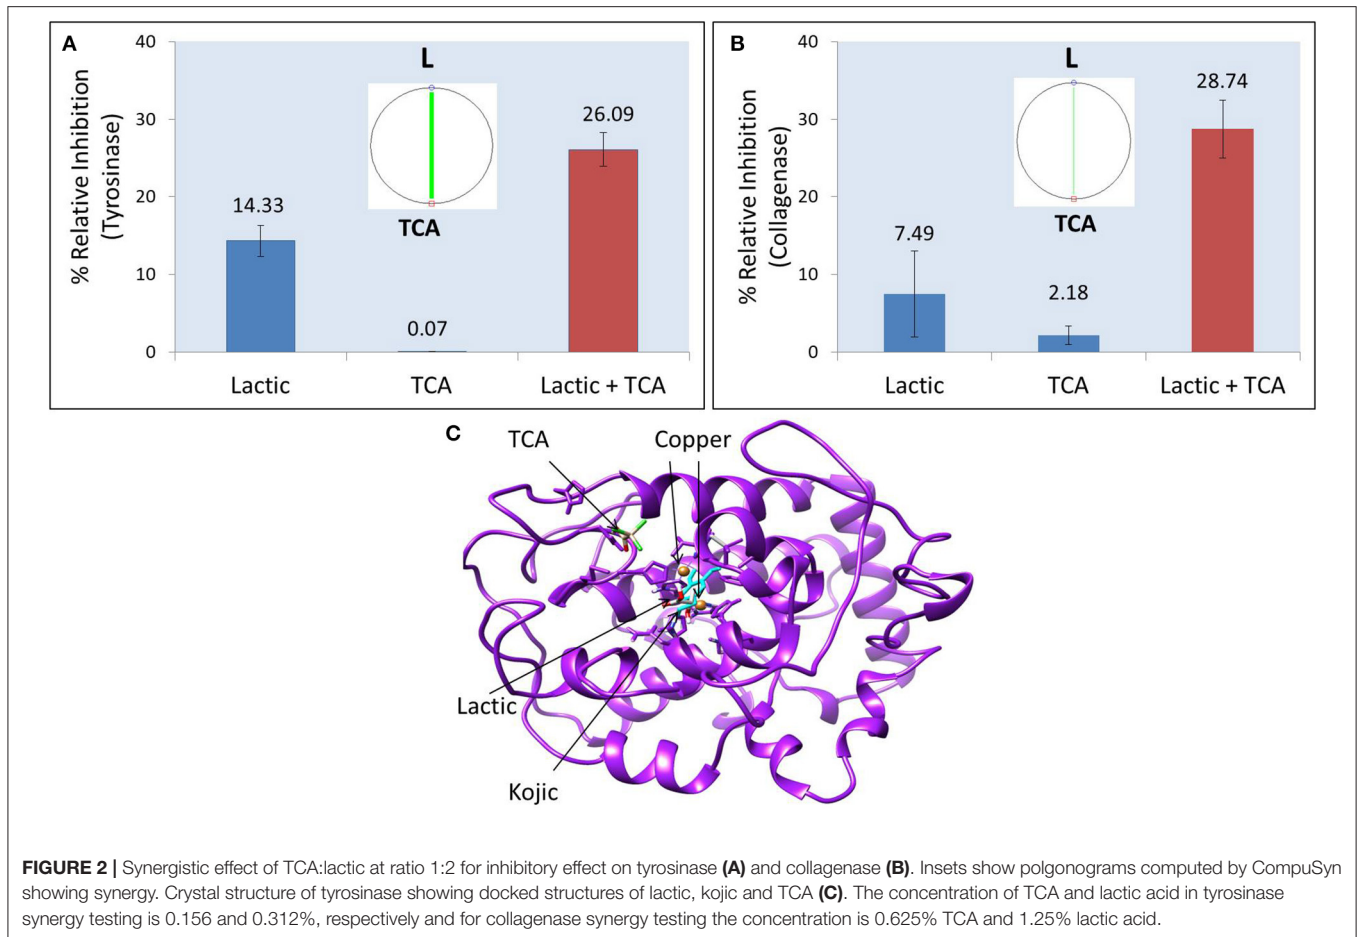 A
% Relative Inhibition
(Tyrosinase)
40
30
20
10
0
L
TCA
14.33
0.07
26.09
Lactic
TCA
Lactic + TCA
B
% Relative Inhibition
(Collagenase)
40
30
20
10
0
L
TCA
7.49
2.18
28.74
Lactic
TCA
Lactic + TCA
C
TCA
Copper
Lactic
Kojic
FIGURE 2 | Synergistic effect of TCA:lactic at ratio 1:2 for inhibitory effect on tyrosinase (A) and collagenase (B). Insets show polgonograms computed by CompuSyn
showing synergy. Crystal structure of tyrosinase showing docked structures of lactic, kojic and TCA (C). The concentration of TCA and lactic acid in tyrosinase
synergy testing is 0.156 and 0.312%, respectively and for collagenase synergy testing the concentration is 0.625% TCA and 1.25% lactic acid.